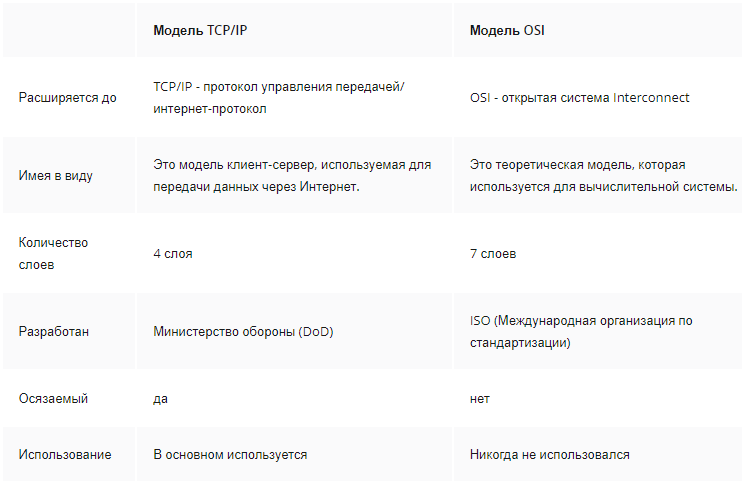 Модель TCP/IP
Модель OSI
Расширяется до
TCP/IP - протокол управления передачей/
интернет-протокол
OSI - открытая система Interconnect
Имея в виду
Это модель клиент-сервер, используемая для
передачи данных через Интернет.
Это теоретическая модель, которая
используется для вычислительной системы.
Количество
слоев
4 слоя
7 слоев
Разработан
Министерство обороны (DoD)
ISO (Международная организация по
стандартизации)
Осязаемый
да
нет
Использование
В основном используется
Никогда не использовался